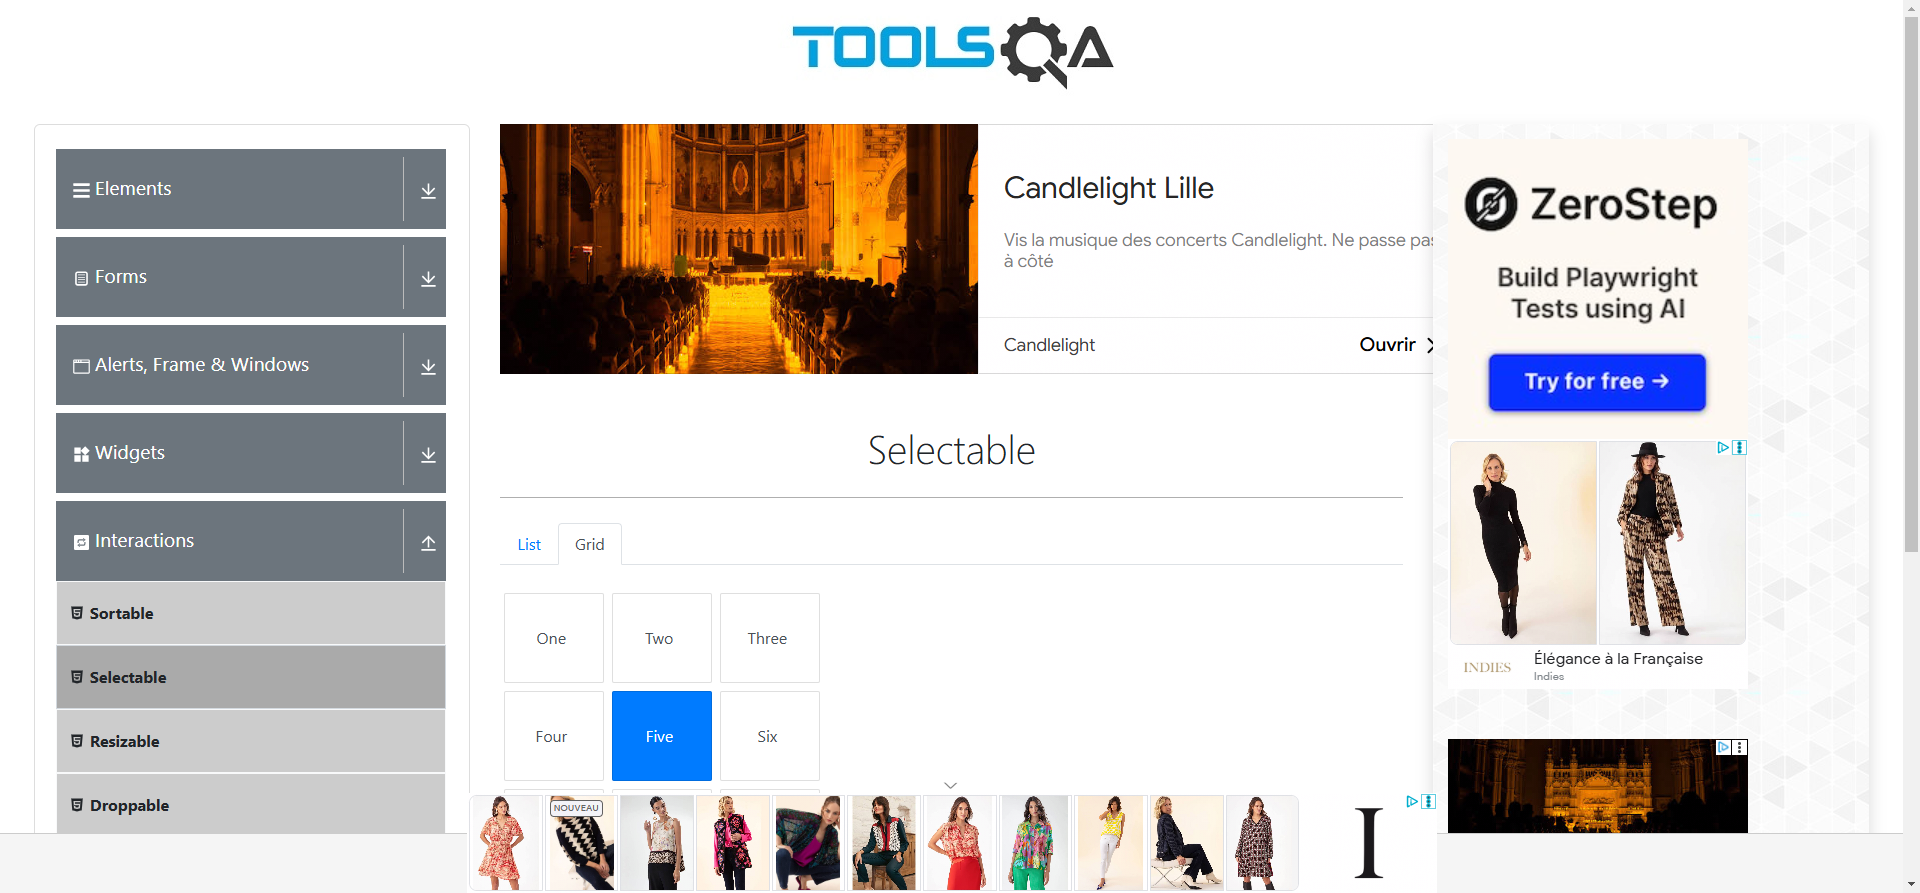 TOOLSQA
Elements
Forms
Alerts, Frame & Windows
Widgets
Interactions
Sortable
Selectable
Resizable
Droppable
Candlelight Lille
Vis la musique des concerts Candlelight. Ne passe pas
à côté
Candlelight
Ouvrir
Selectable
List
Grid
One
Two
Three
Four
Five
Six
NOUVEAU
I
ZeroStep
Build Playwright
Tests using AI
Try for free →
INDIES
Élégance à la Française
Indies